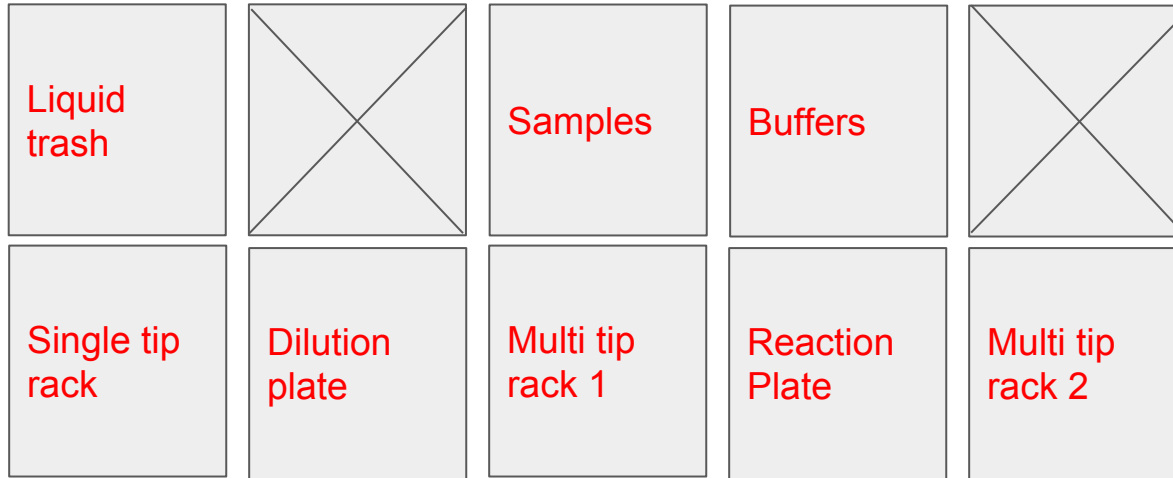 Liquid
trash
Samples
Buffers
Single tip
rack
Dilution
plate
Multi tip
rack 1
Reaction
Plate
Multi tip
rack 2